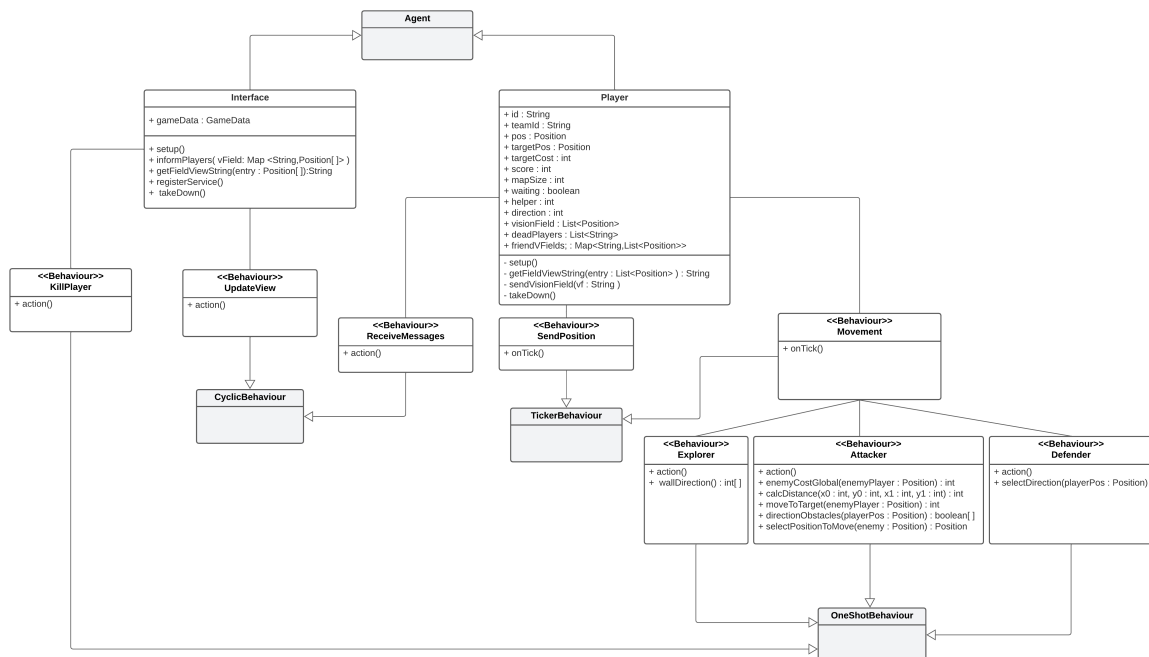 Agent
Interface
+ gameData : GameData
+ setup()
+ informPlayers( vField: Map <String,Position[ ]> )
+ getFieldViewString(entry : Position[ ]):String
+ registerService()
+  takeDown()
Player
+ id : String
+ teamId : String
+ pos : Position
+ targetPos : Position
+ targetCost : int
+ score : int
+ mapSize : int
+ waiting : boolean
+ helper : int
+ direction : int
+ visionField : List<Position>
+ deadPlayers : List<String>
+ friendVFields; : Map<String,List<Position>>
- setup()
- getFieldViewString(entry : List<Position> ) : String
- sendVisionField(vf : String )
- takeDown()
<<Behaviour>>
KillPlayer
+ action()
<<Behaviour>>
UpdateView
+ action()
<<Behaviour>>
ReceiveMessages
+ action()
<<Behaviour>>
SendPosition
+ onTick()
<<Behaviour>>
Movement
+ onTick()
CyclicBehaviour
TickerBehaviour
<<Behaviour>>
Explorer
+ action()
+  wallDirection() : int[ ]
<<Behaviour>>
Attacker
+ action()
+ enemyCostGlobal(enemyPlayer : Position) : int
+ calcDistance(x0 : int, y0 : int, x1 : int, y1 : int) : int
+ moveToTarget(enemyPlayer : Position) : int
+ directionObstacles(playerPos : Position) : boolean[ ]
+ selectPositionToMove(enemy : Position) : Position
<<Behaviour>>
Defender
+ action()
+ selectDirection(playerPos : Position)
OneShotBehaviour